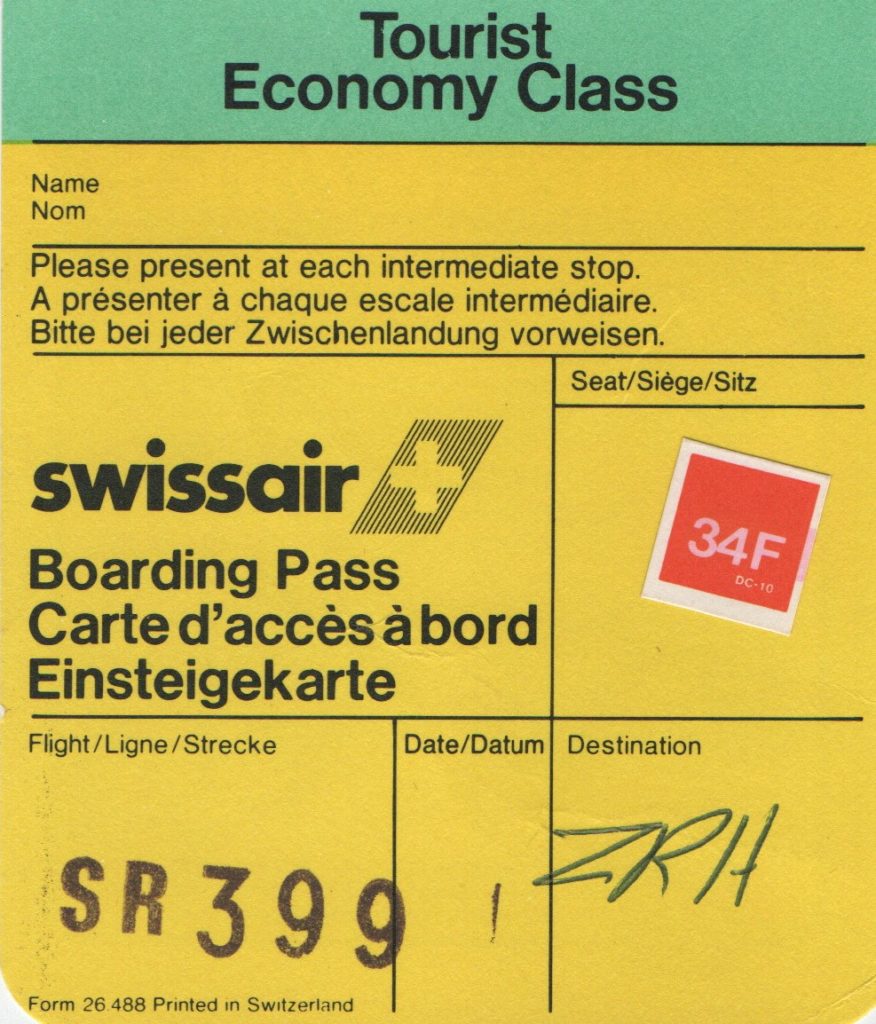 Tourist
Economy Class
Name
Nom
Please present at each intermediate stop.
A présenter à chaque escale intermédiaire.
Bitte bei jeder Zwischenlandung vorweisen.
Seat/Siège/Sitz
34F
DC-10
swissair
Boarding Pass
Carte d'accès à bord
Einsteigekarte
Flight/Ligne/Strecke
Date/Datum
Destination
SR399
ZRH
Form 26.488 Printed in Switzerland